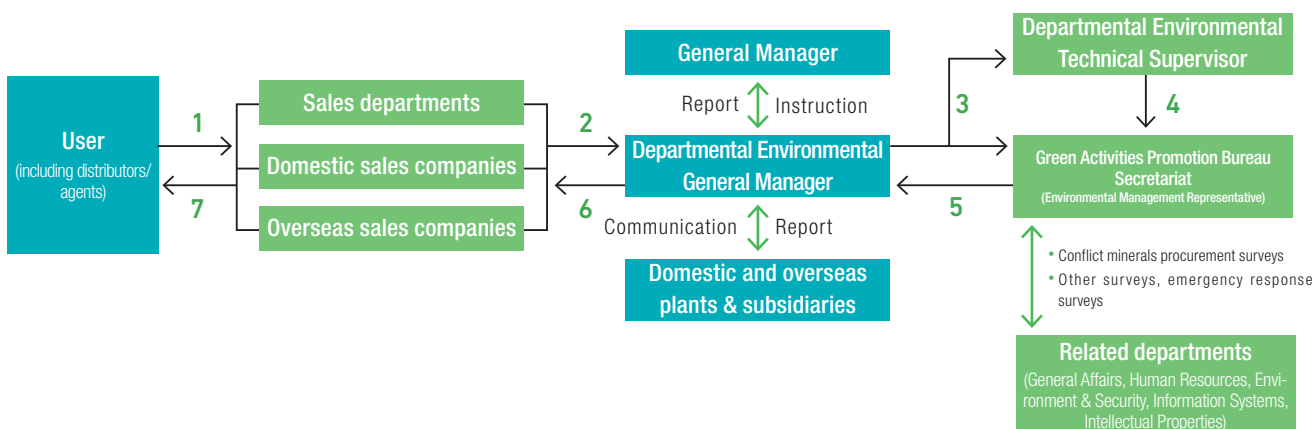 User
(including distributors/
agents)
1
7
Sales departments
Domestic sales companies
Overseas sales companies
2
6
General Manager
Report
Instruction
Departmental Environmental
General Manager
Communication
Report
Domestic and overseas
plants & subsidiaries
3
5
Departmental Environmental
Technical Supervisor
4
Green Activities Promotion Bureau
Secretariat
(Environmental Management Representative)
• Conflict minerals procurement surveys
• Other surveys, emergency response
surveys
Related departments
(General Affairs, Human Resources, Envi-
ronment & Security, Information Systems,
Intellectual Properties)